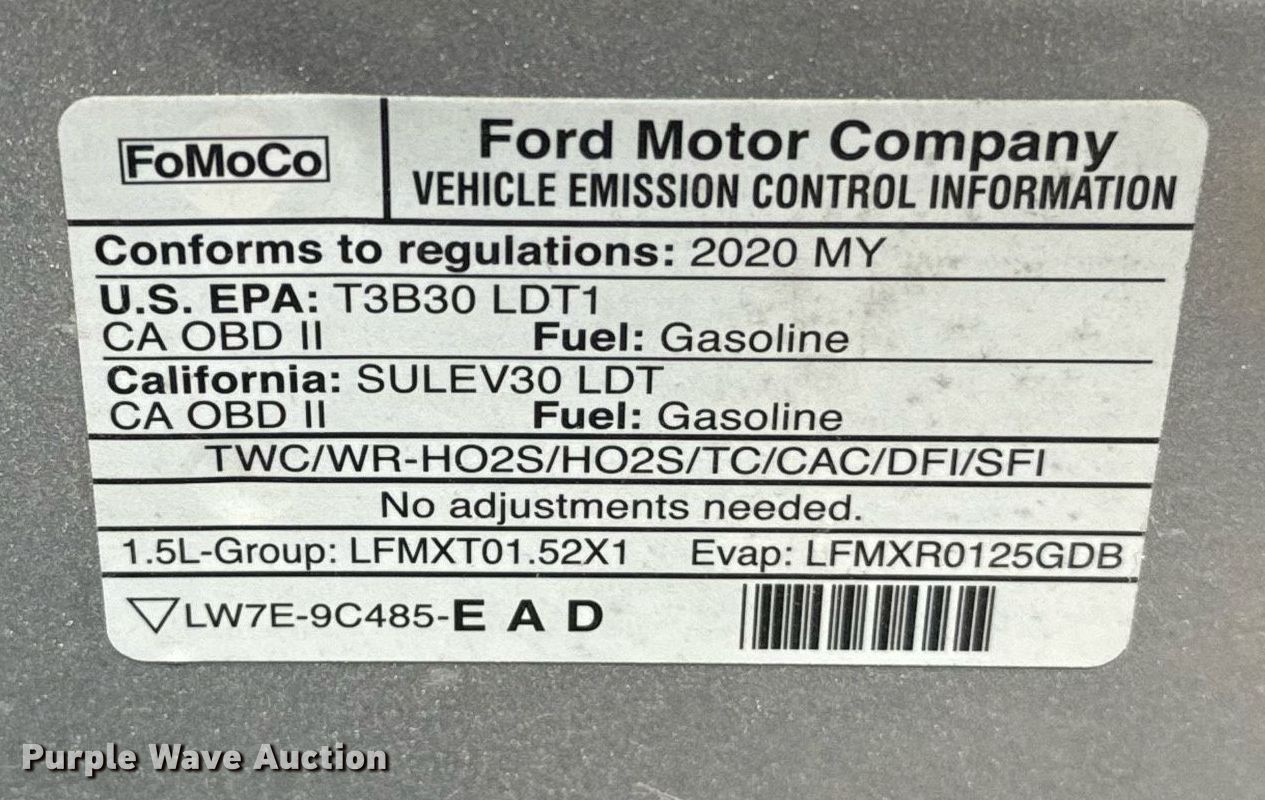 FoMoCo
Ford Motor Company
VEHICLE EMISSION CONTROL INFORMATION
Conforms to regulations: 2020 MY
U.S. EPA: T3B30 LDT1
CA OBD II Fuel: Gasoline
California: SULEV30 LDT
CA OBD II Fuel: Gasoline
TWC/WR-HO2S/HO2S/TC/CAC/DFI/SFI
No adjustments needed.
1.5L-Group: LFMXT01.52X1 Evap: LFMXR0125GDB
LW7E-9C485-E A D
Purple Wave Auction